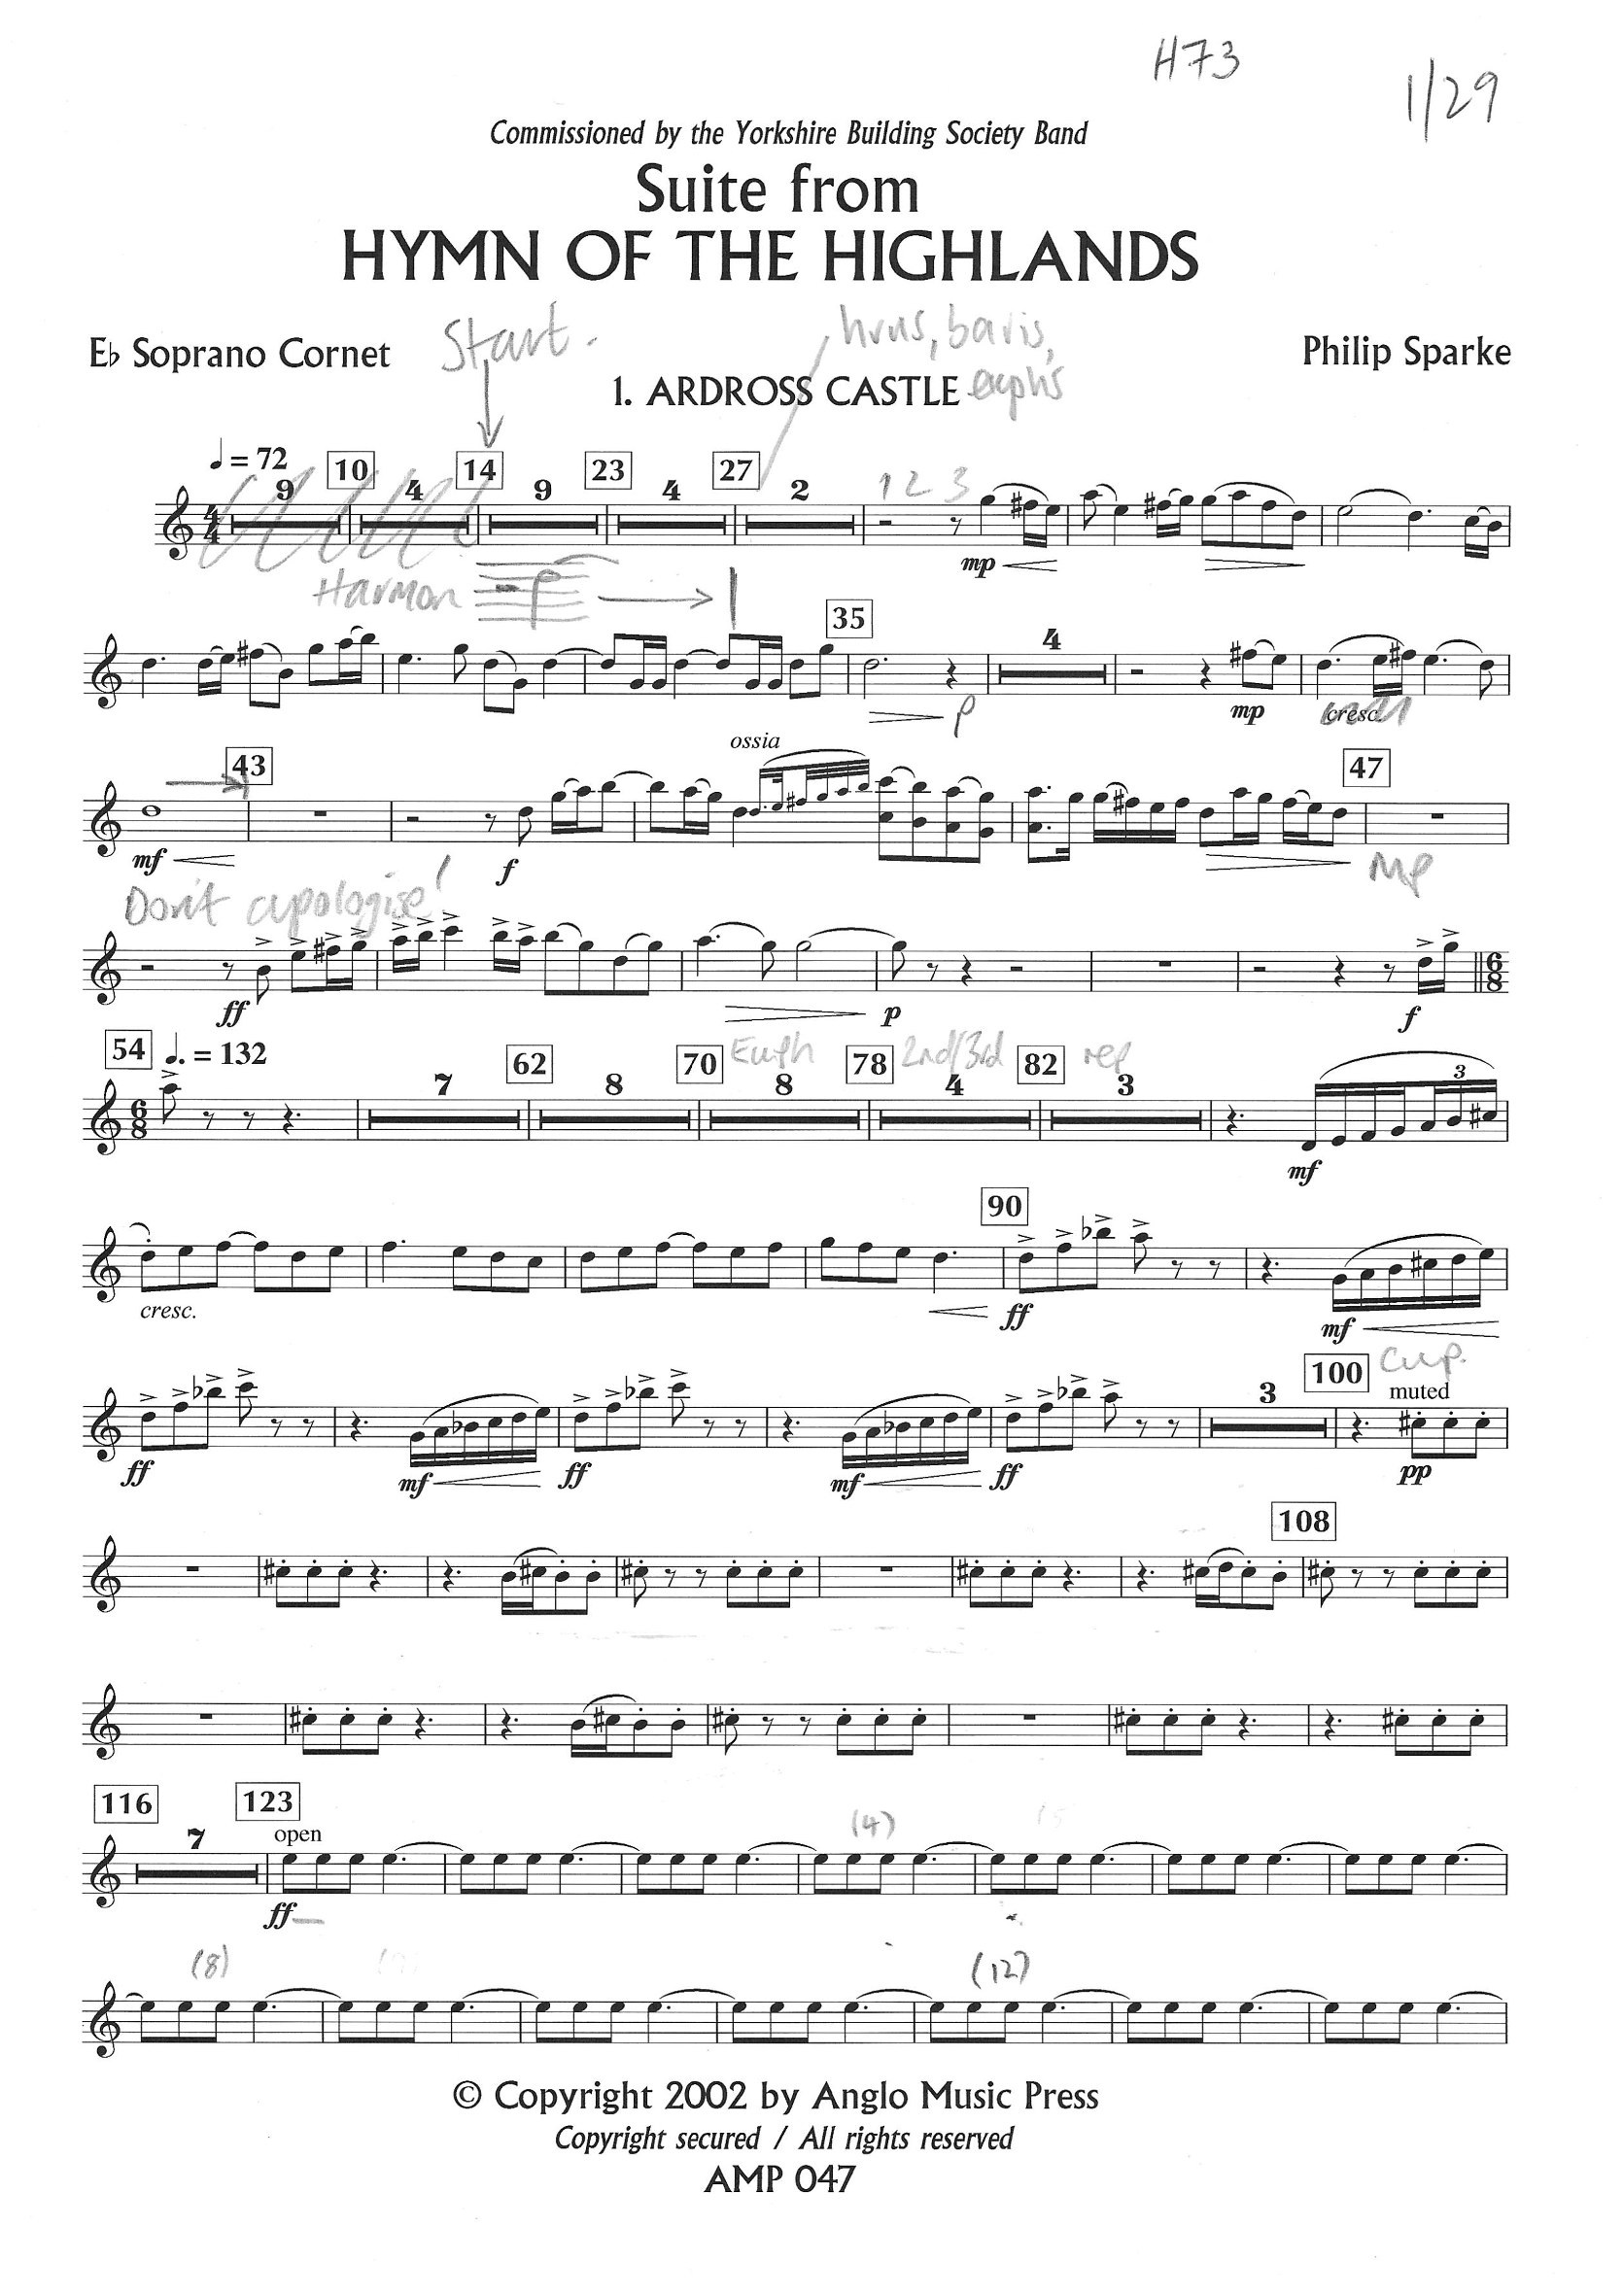 H73
1/29
Commissioned by the Yorkshire Building Society Band
Suite from
HYMN OF THE HIGHLANDS
E♭ Soprano Cornet
Start.
hrns, baris,
euph's
Philip Sparke
1. ARDROSS CASTLE
♩ = 72
10 14 23 27
9 4 9 4 2
1 2 3
mp
Harmon
35
4
mp cresc.
p
ossia
43 47
mf f
mp
Don't apologise!
ff p f
54 ♩. = 132 62 70 Euph 78 2nd/3rd 82 rep
7 8 8 4 3 3
mf
90
cresc. ff mf
cup.
100
muted
3
ff mf ff mf ff pp
108
116 123
7
open
(4)
ff
(8) (12)
© Copyright 2002 by Anglo Music Press
Copyright secured / All rights reserved
AMP 047